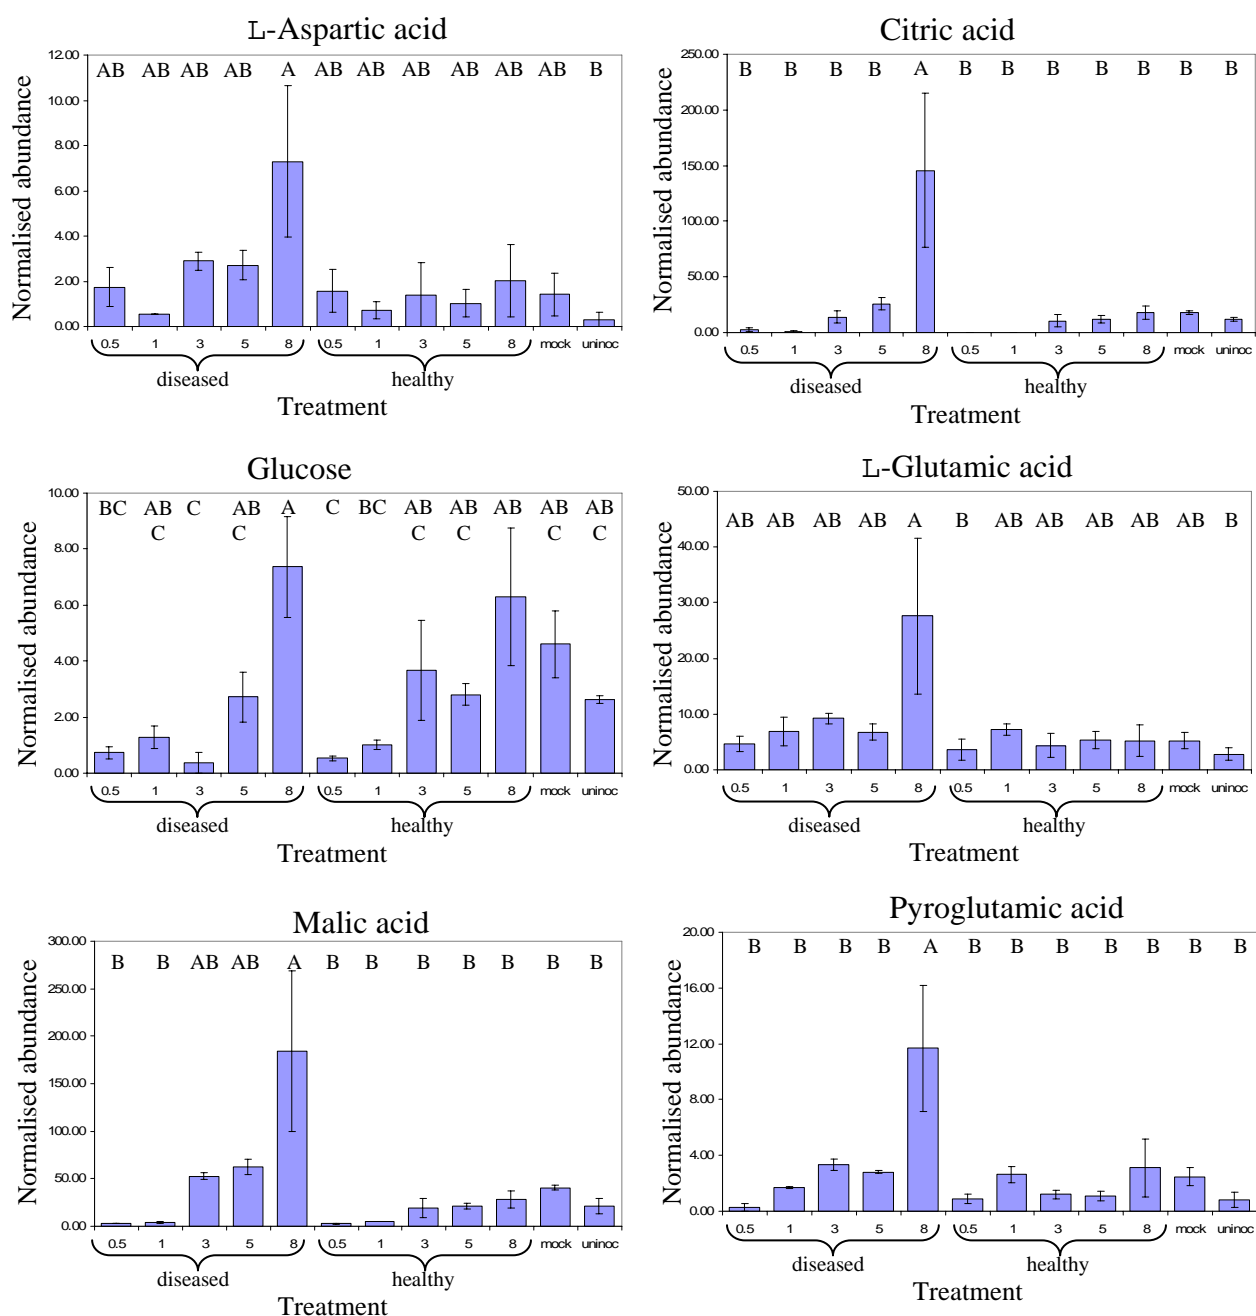 L-Aspartic acid
Normalised abundance
12.00
10.00
8.00
6.00
4.00
2.00
0.00
AB AB AB AB A AB AB AB AB AB AB B
0.5 1 3 5 8 0.5 1 3 5 8 mock uninoc
diseased healthy
Treatment
Citric acid
Normalised abundance
250.00
200.00
150.00
100.00
50.00
0.00
B B B B A B B B B B B B
0.5 1 3 5 8 0.5 1 3 5 8 mock uninoc
diseased healthy
Treatment
Glucose
Normalised abundance
10.00
8.00
6.00
4.00
2.00
0.00
BC AB C AB A C BC AB AB AB AB AB
C C C C C C
0.5 1 3 5 8 0.5 1 3 5 8 mock uninoc
diseased healthy
Treatment
L-Glutamic acid
Normalised abundance
50.00
40.00
30.00
20.00
10.00
0.00
AB AB AB AB A B AB AB AB AB AB B
0.5 1 3 5 8 0.5 1 3 5 8 mock uninoc
diseased healthy
Treatment
Malic acid
Normalised abundance
300.00
250.00
200.00
150.00
100.00
50.00
0.00
B B AB AB A B B B B B B B
0.5 1 3 5 8 0.5 1 3 5 8 mock uninoc
diseased healthy
Treatment
Pyroglutamic acid
Normalised abundance
20.00
16.00
12.00
8.00
4.00
0.00
B B B B A B B B B B B B
0.5 1 3 5 8 0.5 1 3 5 8 mock uninoc
diseased healthy
Treatment